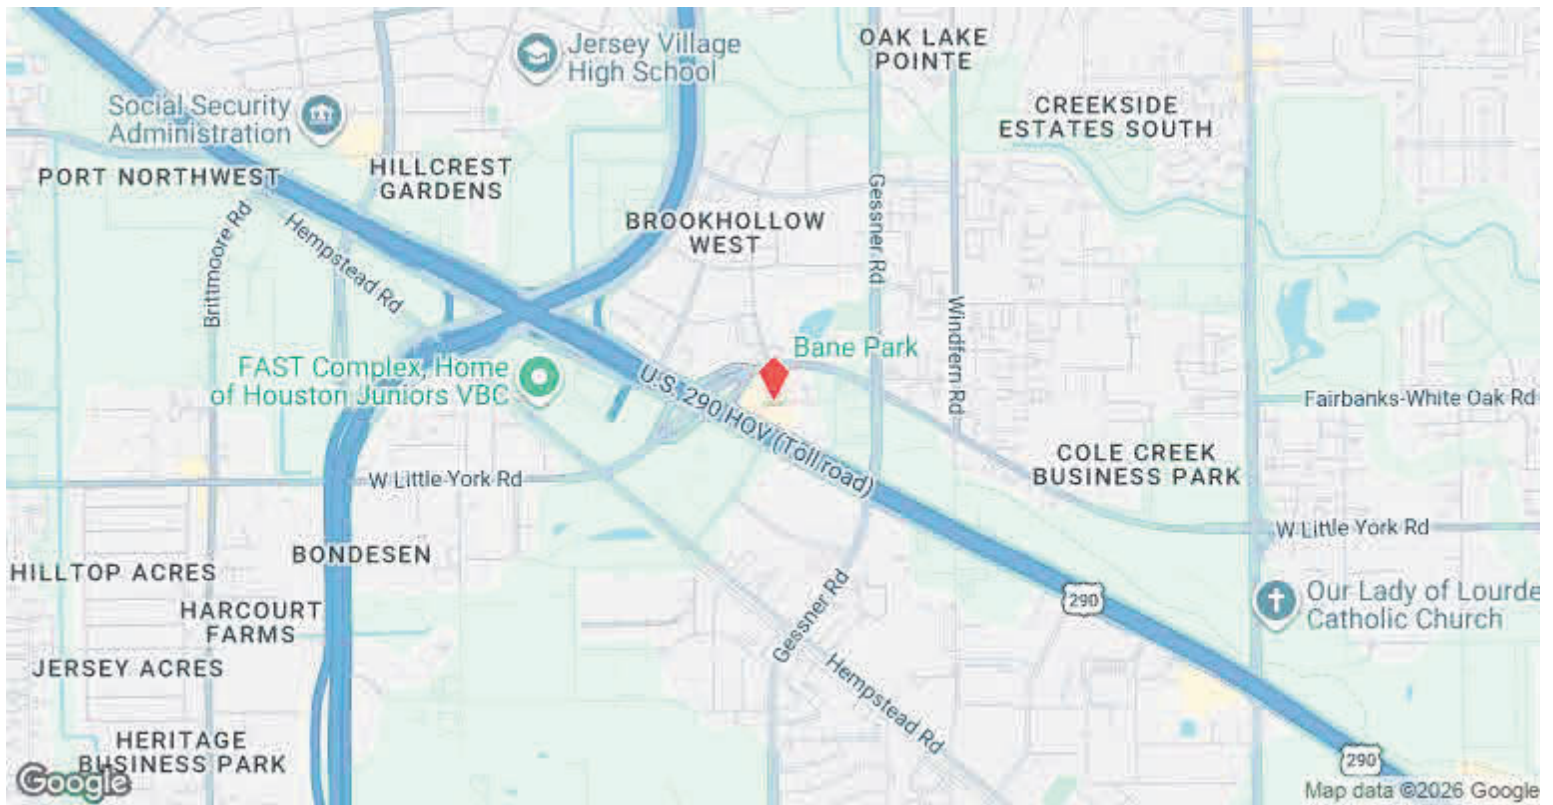 Jersey Village
High School
OAK LAKE
POINTE
Social Security
Administration
CREEKSIDE
ESTATES SOUTH
PORT NORTHWEST
HILLCREST
GARDENS
BROOKHOLLOW
WEST
Gessner Rd
Brittmoore Rd
Hempstead Rd
Windfern Rd
Bane Park
FAST Complex, Home
of Houston Juniors VBC
U.S. 290 HOV (Toll road)
Fairbanks-White Oak Rd
COLE CREEK
BUSINESS PARK
W Little York Rd
W Little York Rd
BONDESEN
HILLTOP ACRES
HARCOURT
FARMS
290
Our Lady of Lourde
Catholic Church
Gessner Rd
JERSEY ACRES
Hempstead Rd
HERITAGE
BUSINESS PARK
290
Google
Map data ©2026 Google